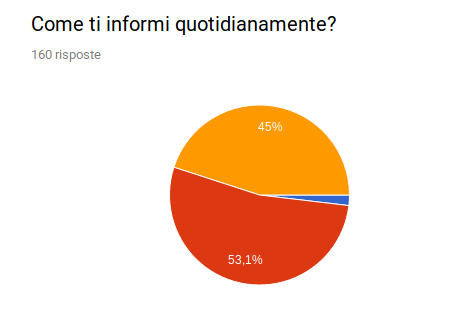 Come ti informi quotidianamente?
160 risposte
45%
53,1%